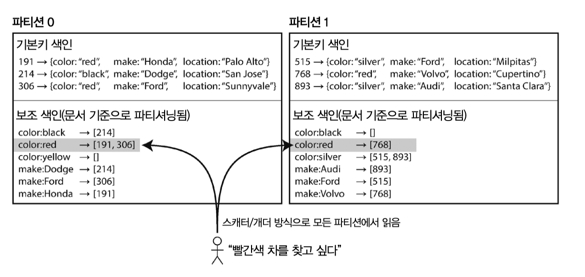 파티션 0
기본키 색인
191 → {color: “red”, make: “Honda”, location: “Palo Alto”}
214 → {color: “black”, make: “Dodge”, location: “San Jose”}
306 → {color: “red”, make: “Ford”, location: “Sunnyvale”}
보조 색인(문서 기준으로 파티셔닝됨)
color:black → [214]
color:red → [191, 306]
color:yellow → []
make:Dodge → [214]
make:Ford → [306]
make:Honda → [191]
파티션 1
기본키 색인
515 → {color: “silver”, make: “Ford”, location: “Milpitas”}
768 → {color: “red”, make: “Volvo”, location: “Cupertino”}
893 → {color: “silver”, make: “Audi”, location: “Santa Clara”}
보조 색인(문서 기준으로 파티셔닝됨)
color:black → []
color:red → [768]
color:silver → [515, 893]
make:Audi → [893]
make:Ford → [515]
make:Volvo → [768]
스캐터/개더 방식으로 모든 파티션에서 읽음
“빨간색 차를 찾고 싶다”